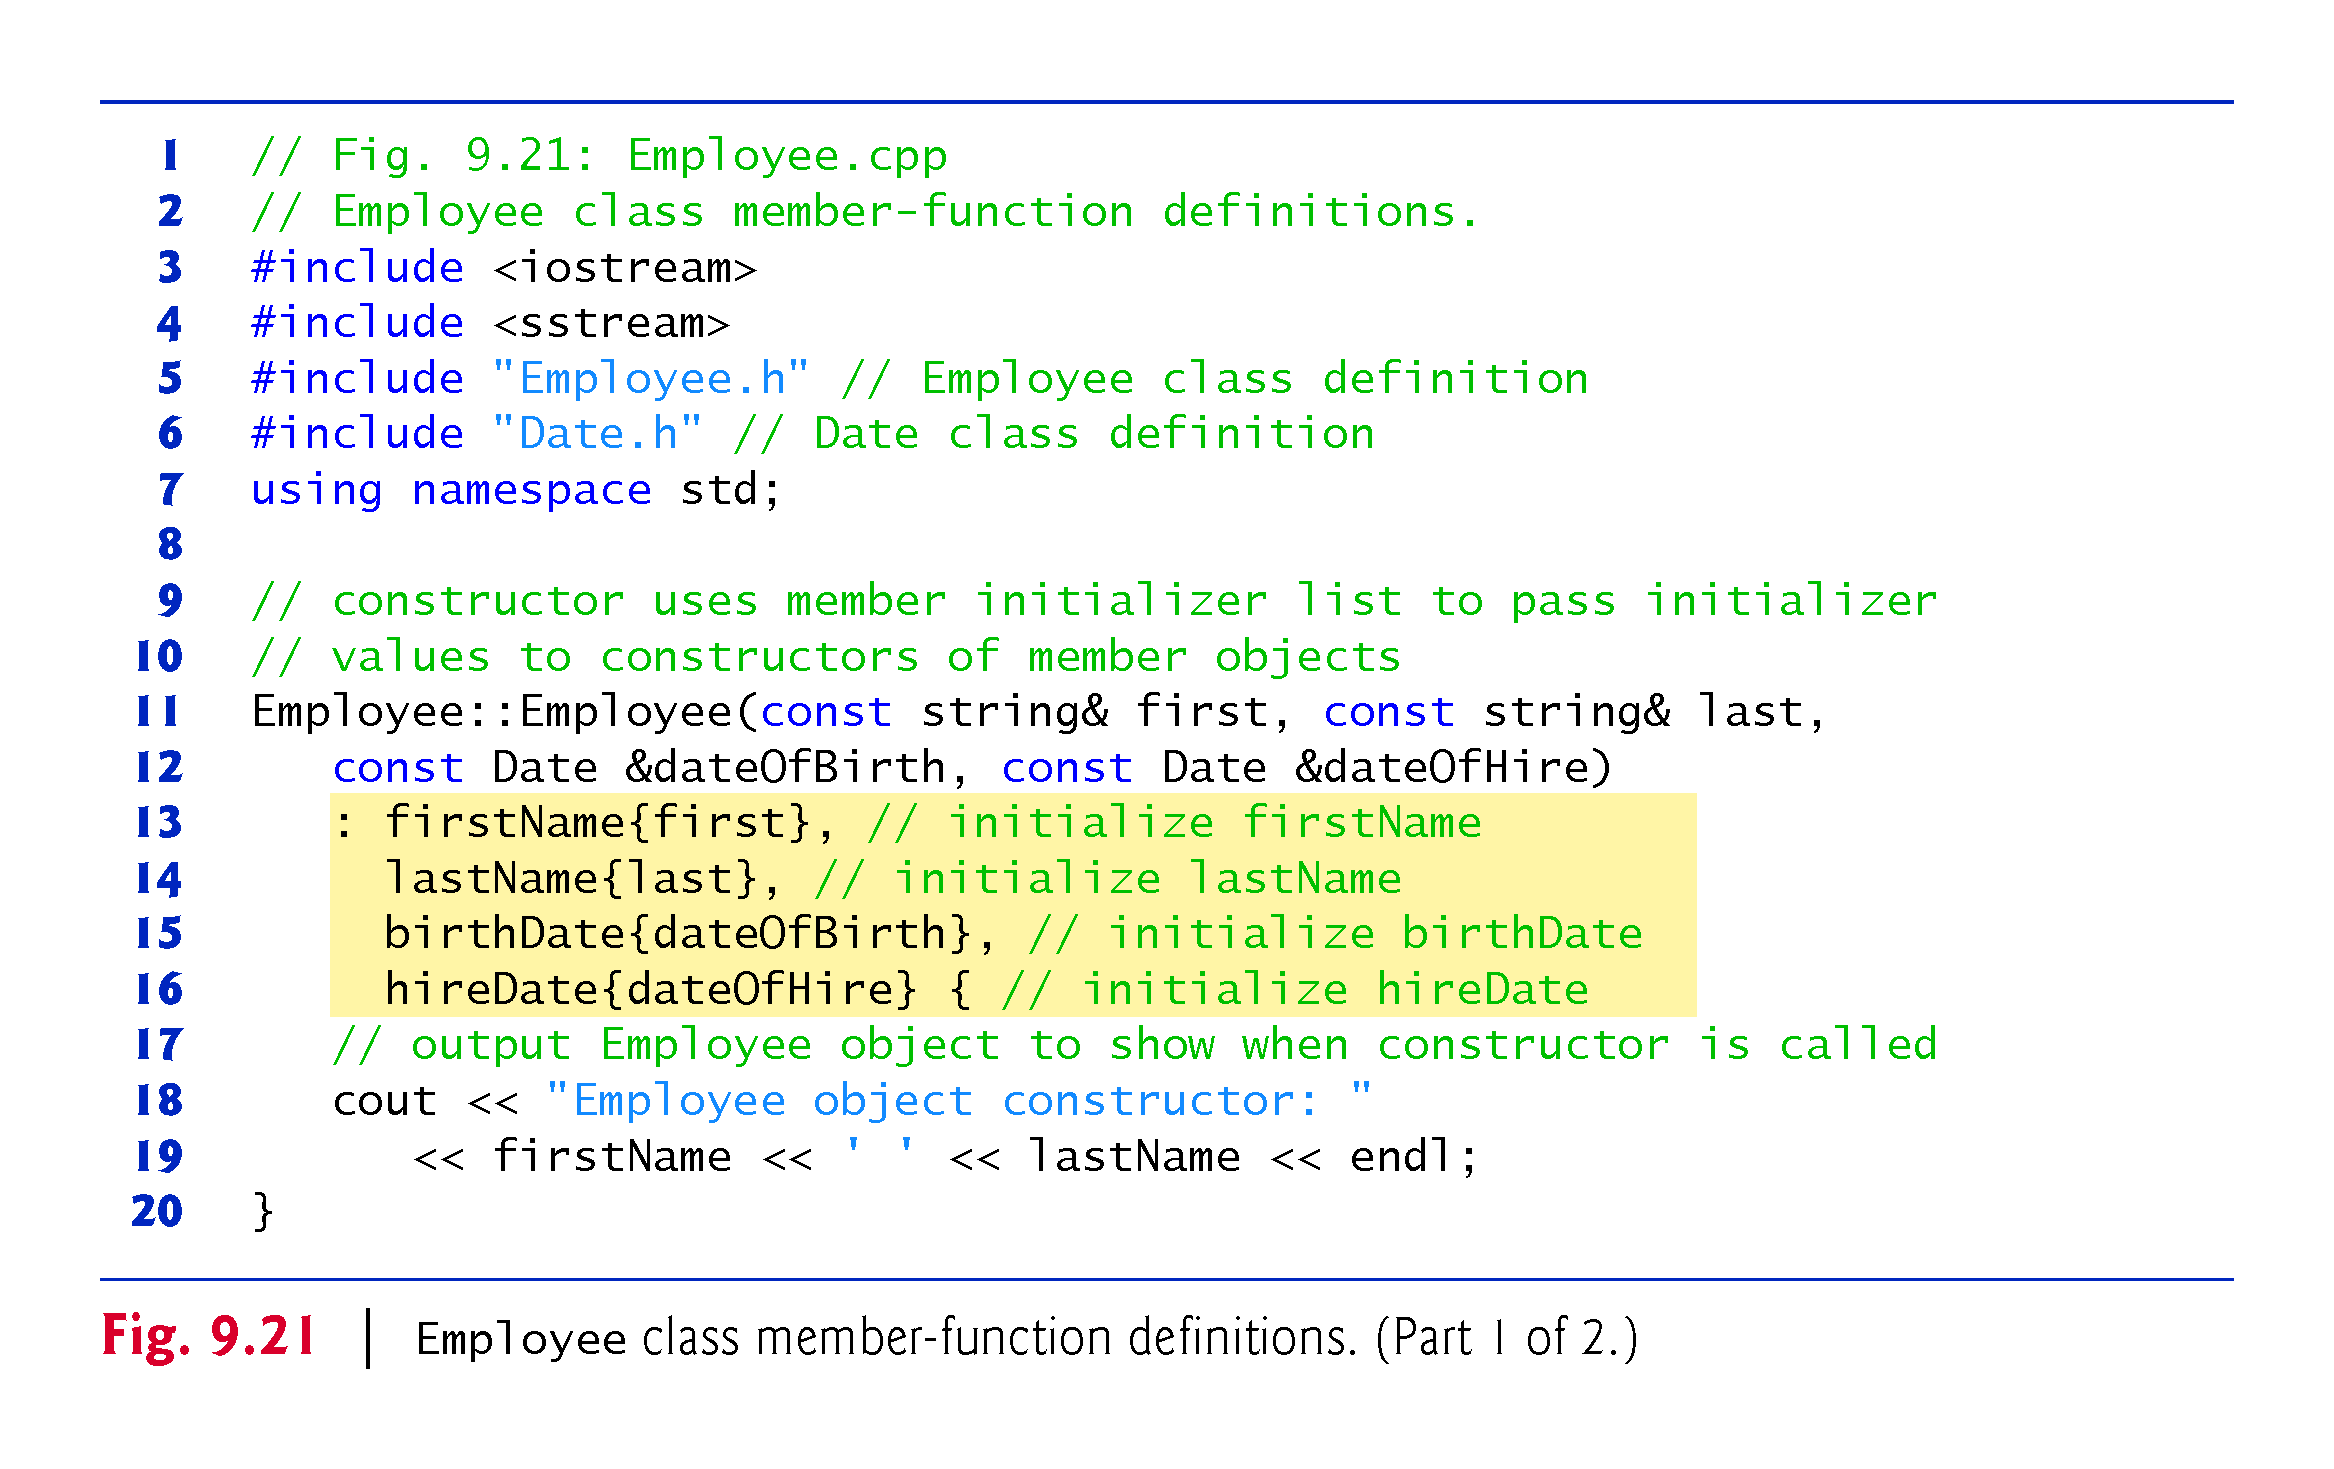 1 // Fig. 9.21: Employee.cpp
2 // Employee class member-function definitions.
3 #include <iostream>
4 #include <sstream>
5 #include "Employee.h" // Employee class definition
6 #include "Date.h" // Date class definition
7 using namespace std;
8
9 // constructor uses member initializer list to pass initializer
10 // values to constructors of member objects
11 Employee::Employee(const string& first, const string& last,
12    const Date &dateOfBirth, const Date &dateOfHire)
13    : firstName{first}, // initialize firstName
14      lastName{last}, // initialize lastName
15      birthDate{dateOfBirth}, // initialize birthDate
16      hireDate{dateOfHire} { // initialize hireDate
17    // output Employee object to show when constructor is called
18    cout << "Employee object constructor: "
19       << firstName << ' ' << lastName << endl;
20 }
Fig. 9.21 | Employee class member-function definitions. (Part 1 of 2.)